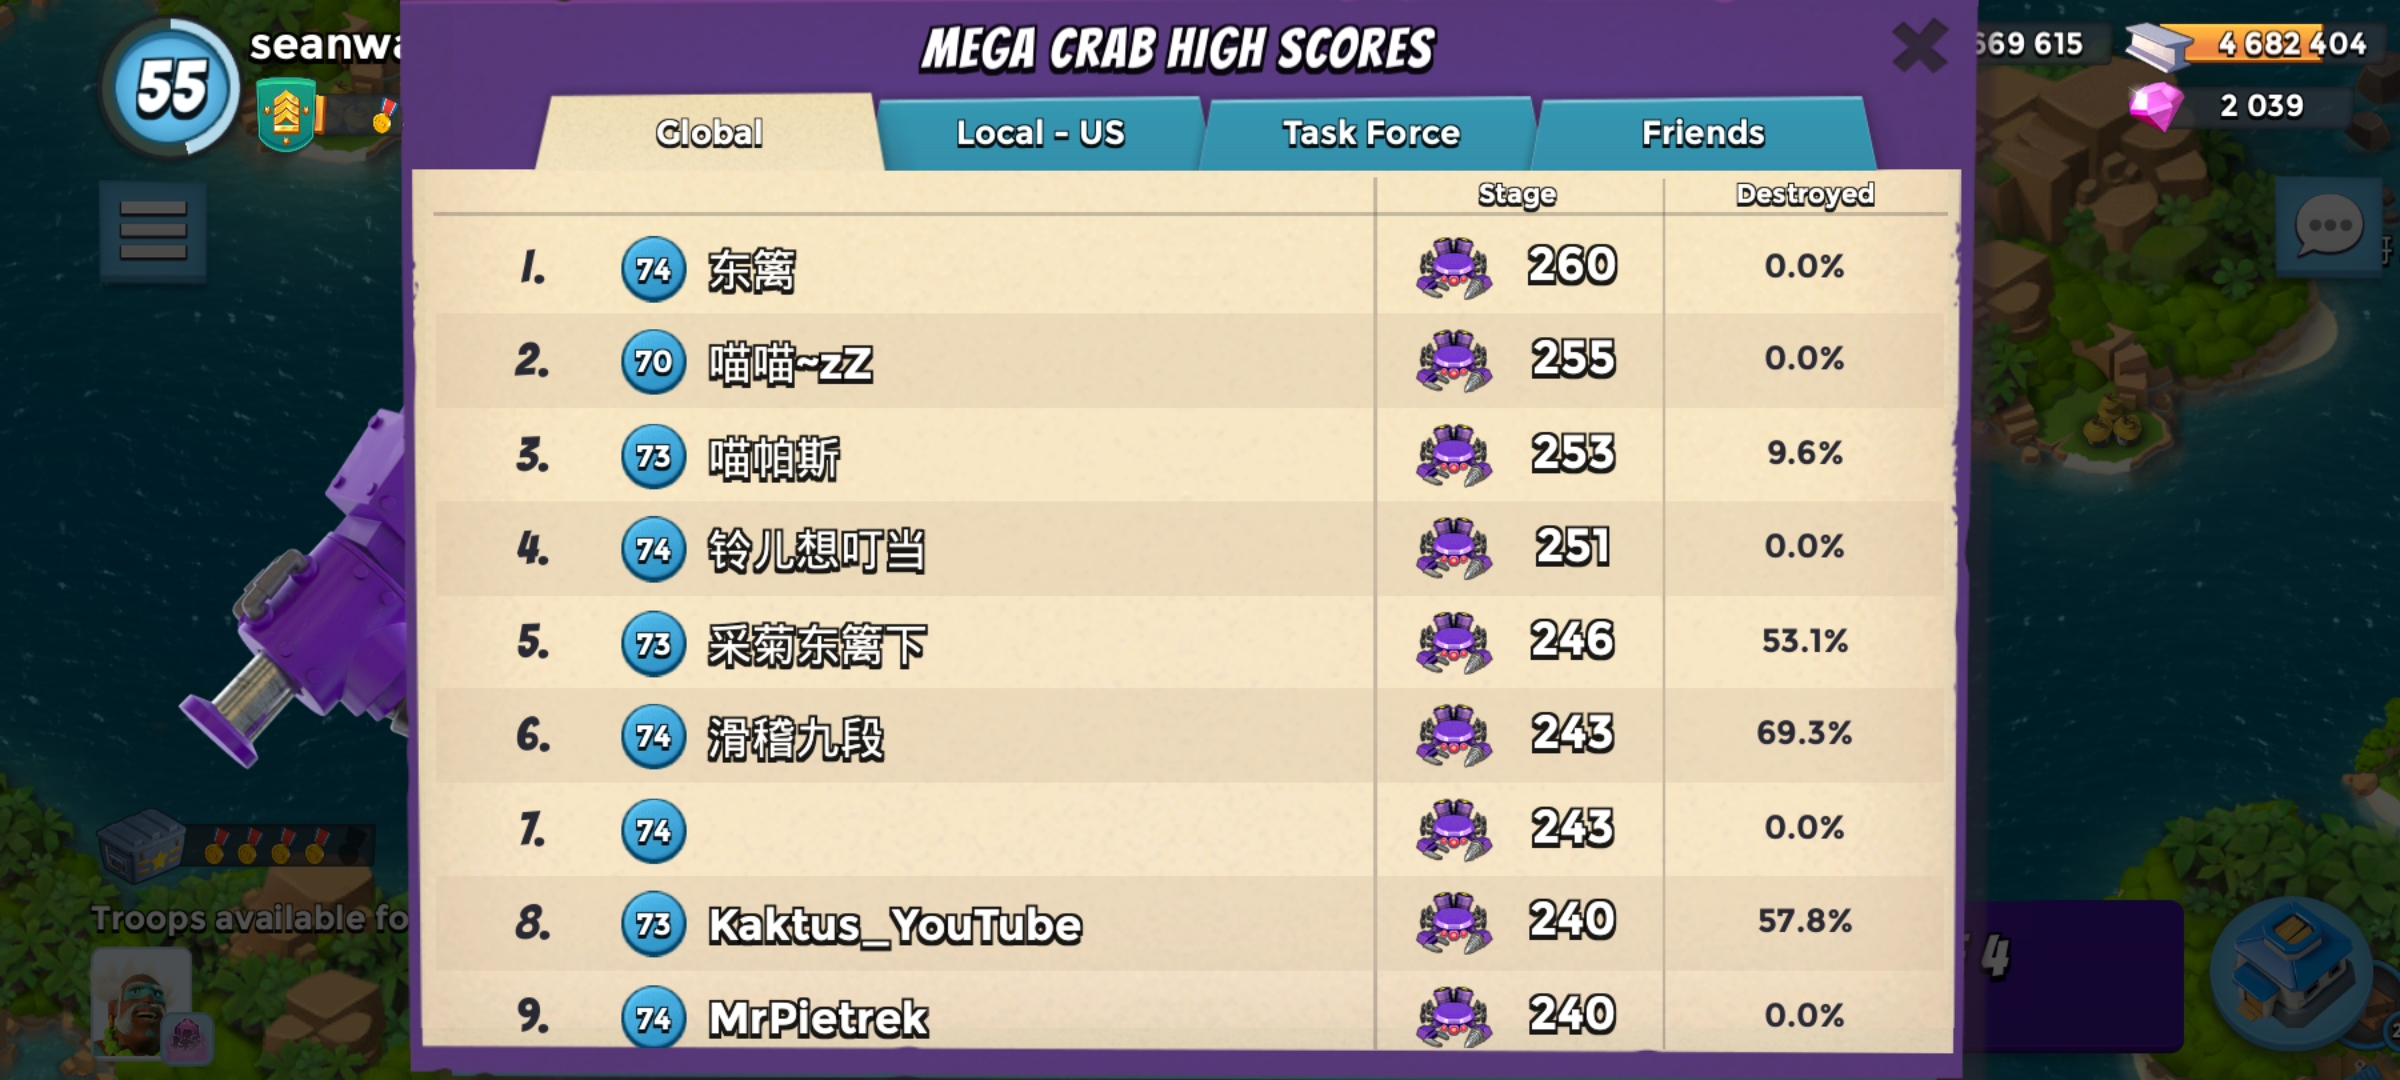 MEGA CRAB HIGH SCORES
55
4 682 404
2 039
Global
Local - US
Task Force
Friends
Stage
Destroyed
1. 74 东篱 260 0.0%
2. 70 喵喵~zZ 255 0.0%
3. 73 喵帕斯 253 9.6%
4. 74 铃儿想叮当 251 0.0%
5. 73 采菊东篱下 246 53.1%
6. 74 滑稽九段 243 69.3%
7. 74 243 0.0%
8. 73 Kaktus_YouTube 240 57.8%
9. 74 MrPietrek 240 0.0%
Troops available
4